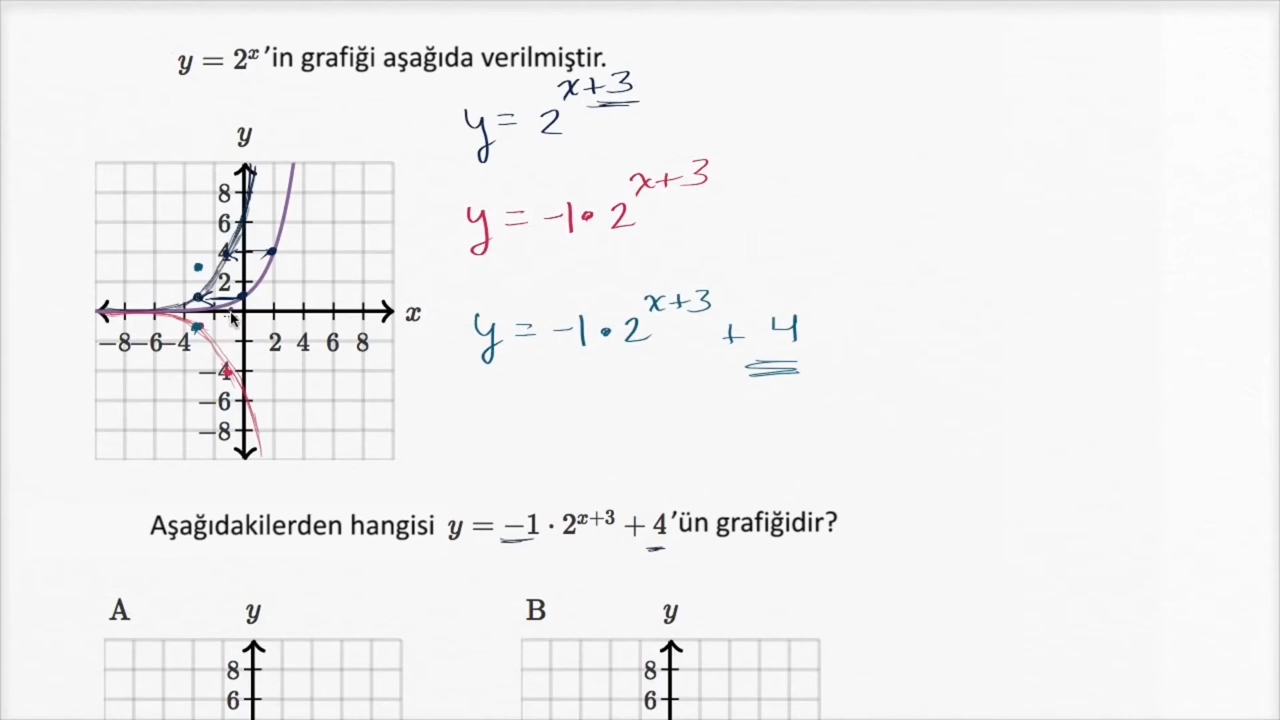 y = 2^x'in grafiği aşağıda verilmiştir.
y = 2^{x+3}
y = -1 • 2^{x+3}
y = -1 • 2^{x+3} + 4
y
8
6
4
2
x
−8 −6 −4 2 4 6 8
−4
−6
−8
Aşağıdakilerden hangisi y = −1 · 2^{x+3} + 4'ün grafiğidir?
A y B y
8 8
6 6